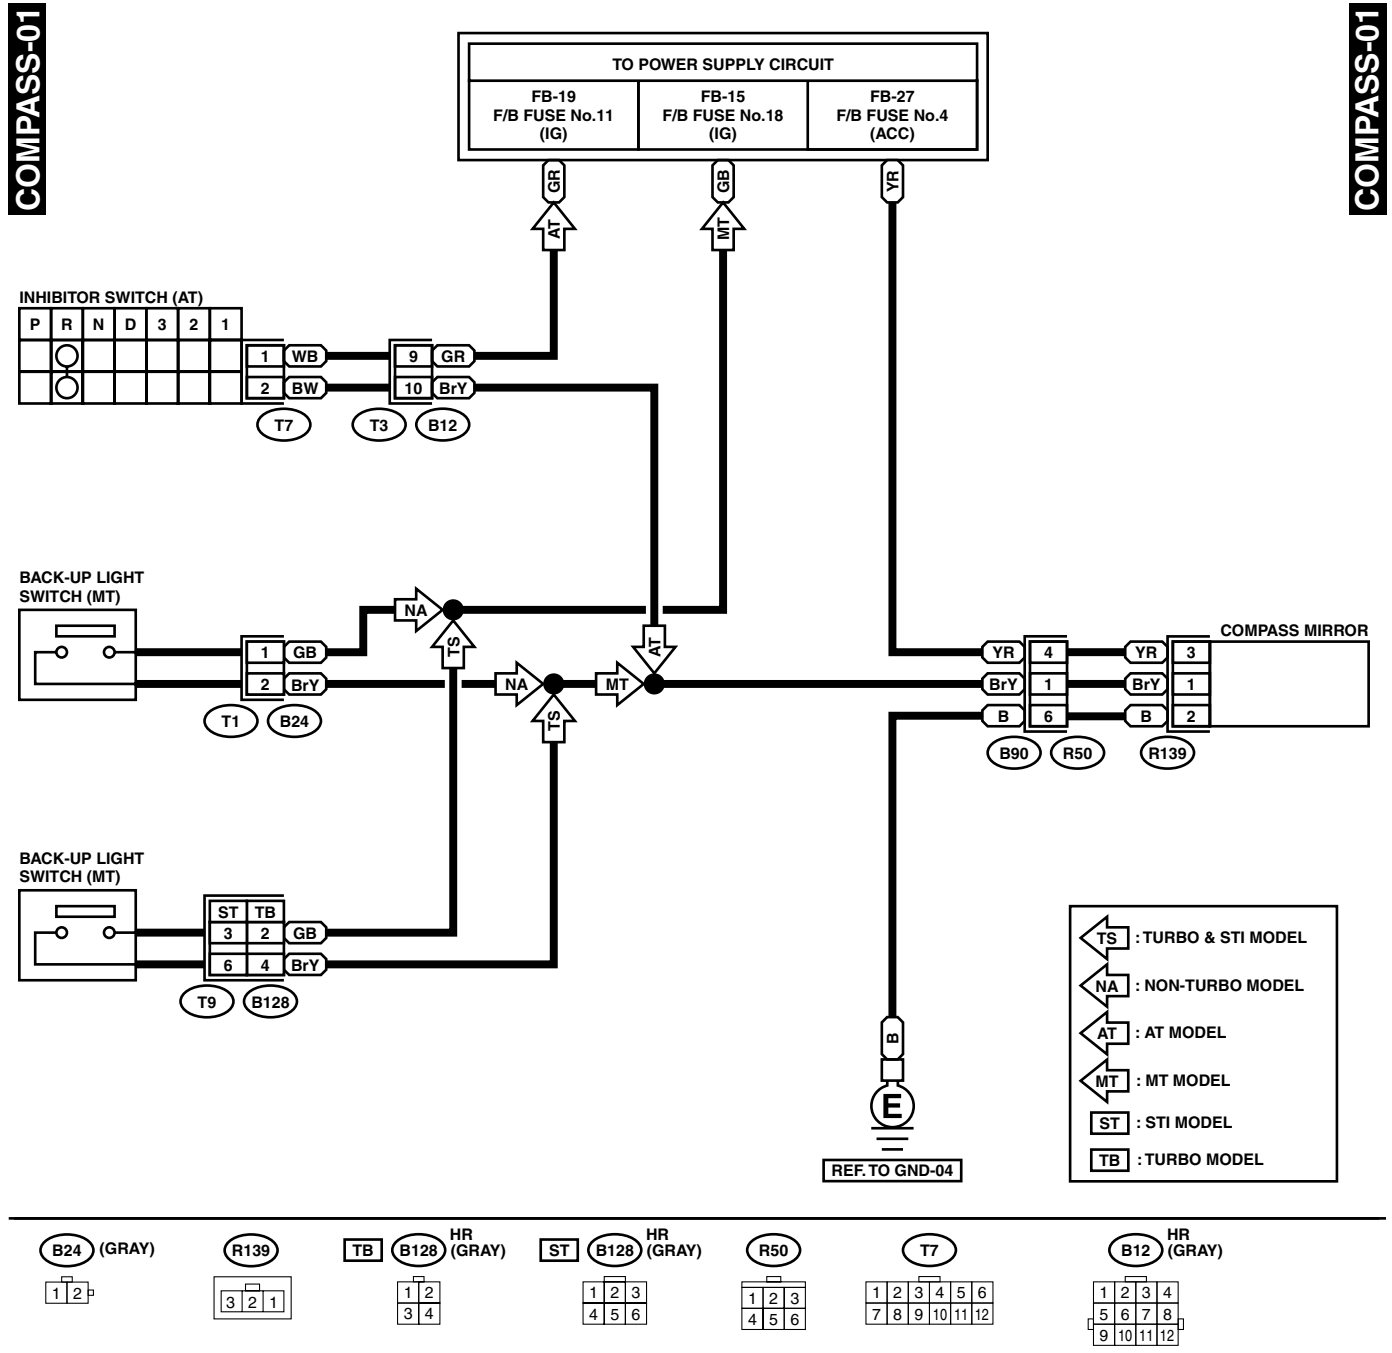 COMPASS-01
COMPASS-01
TO POWER SUPPLY CIRCUIT
FB-19
F/B FUSE No.11
(IG)
FB-15
F/B FUSE No.18
(IG)
FB-27
F/B FUSE No.4
(ACC)
GR
GB
YR
AT
MT
INHIBITOR SWITCH (AT)
P R N D 3 2 1
1 WB 9 GR
2 BW 10 BrY
T7 T3 B12
BACK-UP LIGHT
SWITCH (MT)
NA
TS
AT
1 GB
2 BrY
NA
MT
TS
T1 B24
COMPASS MIRROR
YR 4 YR 3
BrY 1 BrY 1
B 6 B 2
B90 R50 R139
BACK-UP LIGHT
SWITCH (MT)
ST TB
3 2 GB
6 4 BrY
T9 B128
B
E
REF. TO GND-04
TS : TURBO & STI MODEL
NA : NON-TURBO MODEL
AT : AT MODEL
MT : MT MODEL
ST : STI MODEL
TB : TURBO MODEL
B24 (GRAY)
1 2
R139
3 2 1
TB B128 HR
(GRAY)
1 2
3 4
ST B128 HR
(GRAY)
1 2 3
4 5 6
R50
1 2 3
4 5 6
T7
1 2 3 4 5 6
7 8 9 10 11 12
B12 HR
(GRAY)
1 2 3 4
5 6 7 8
9 10 11 12